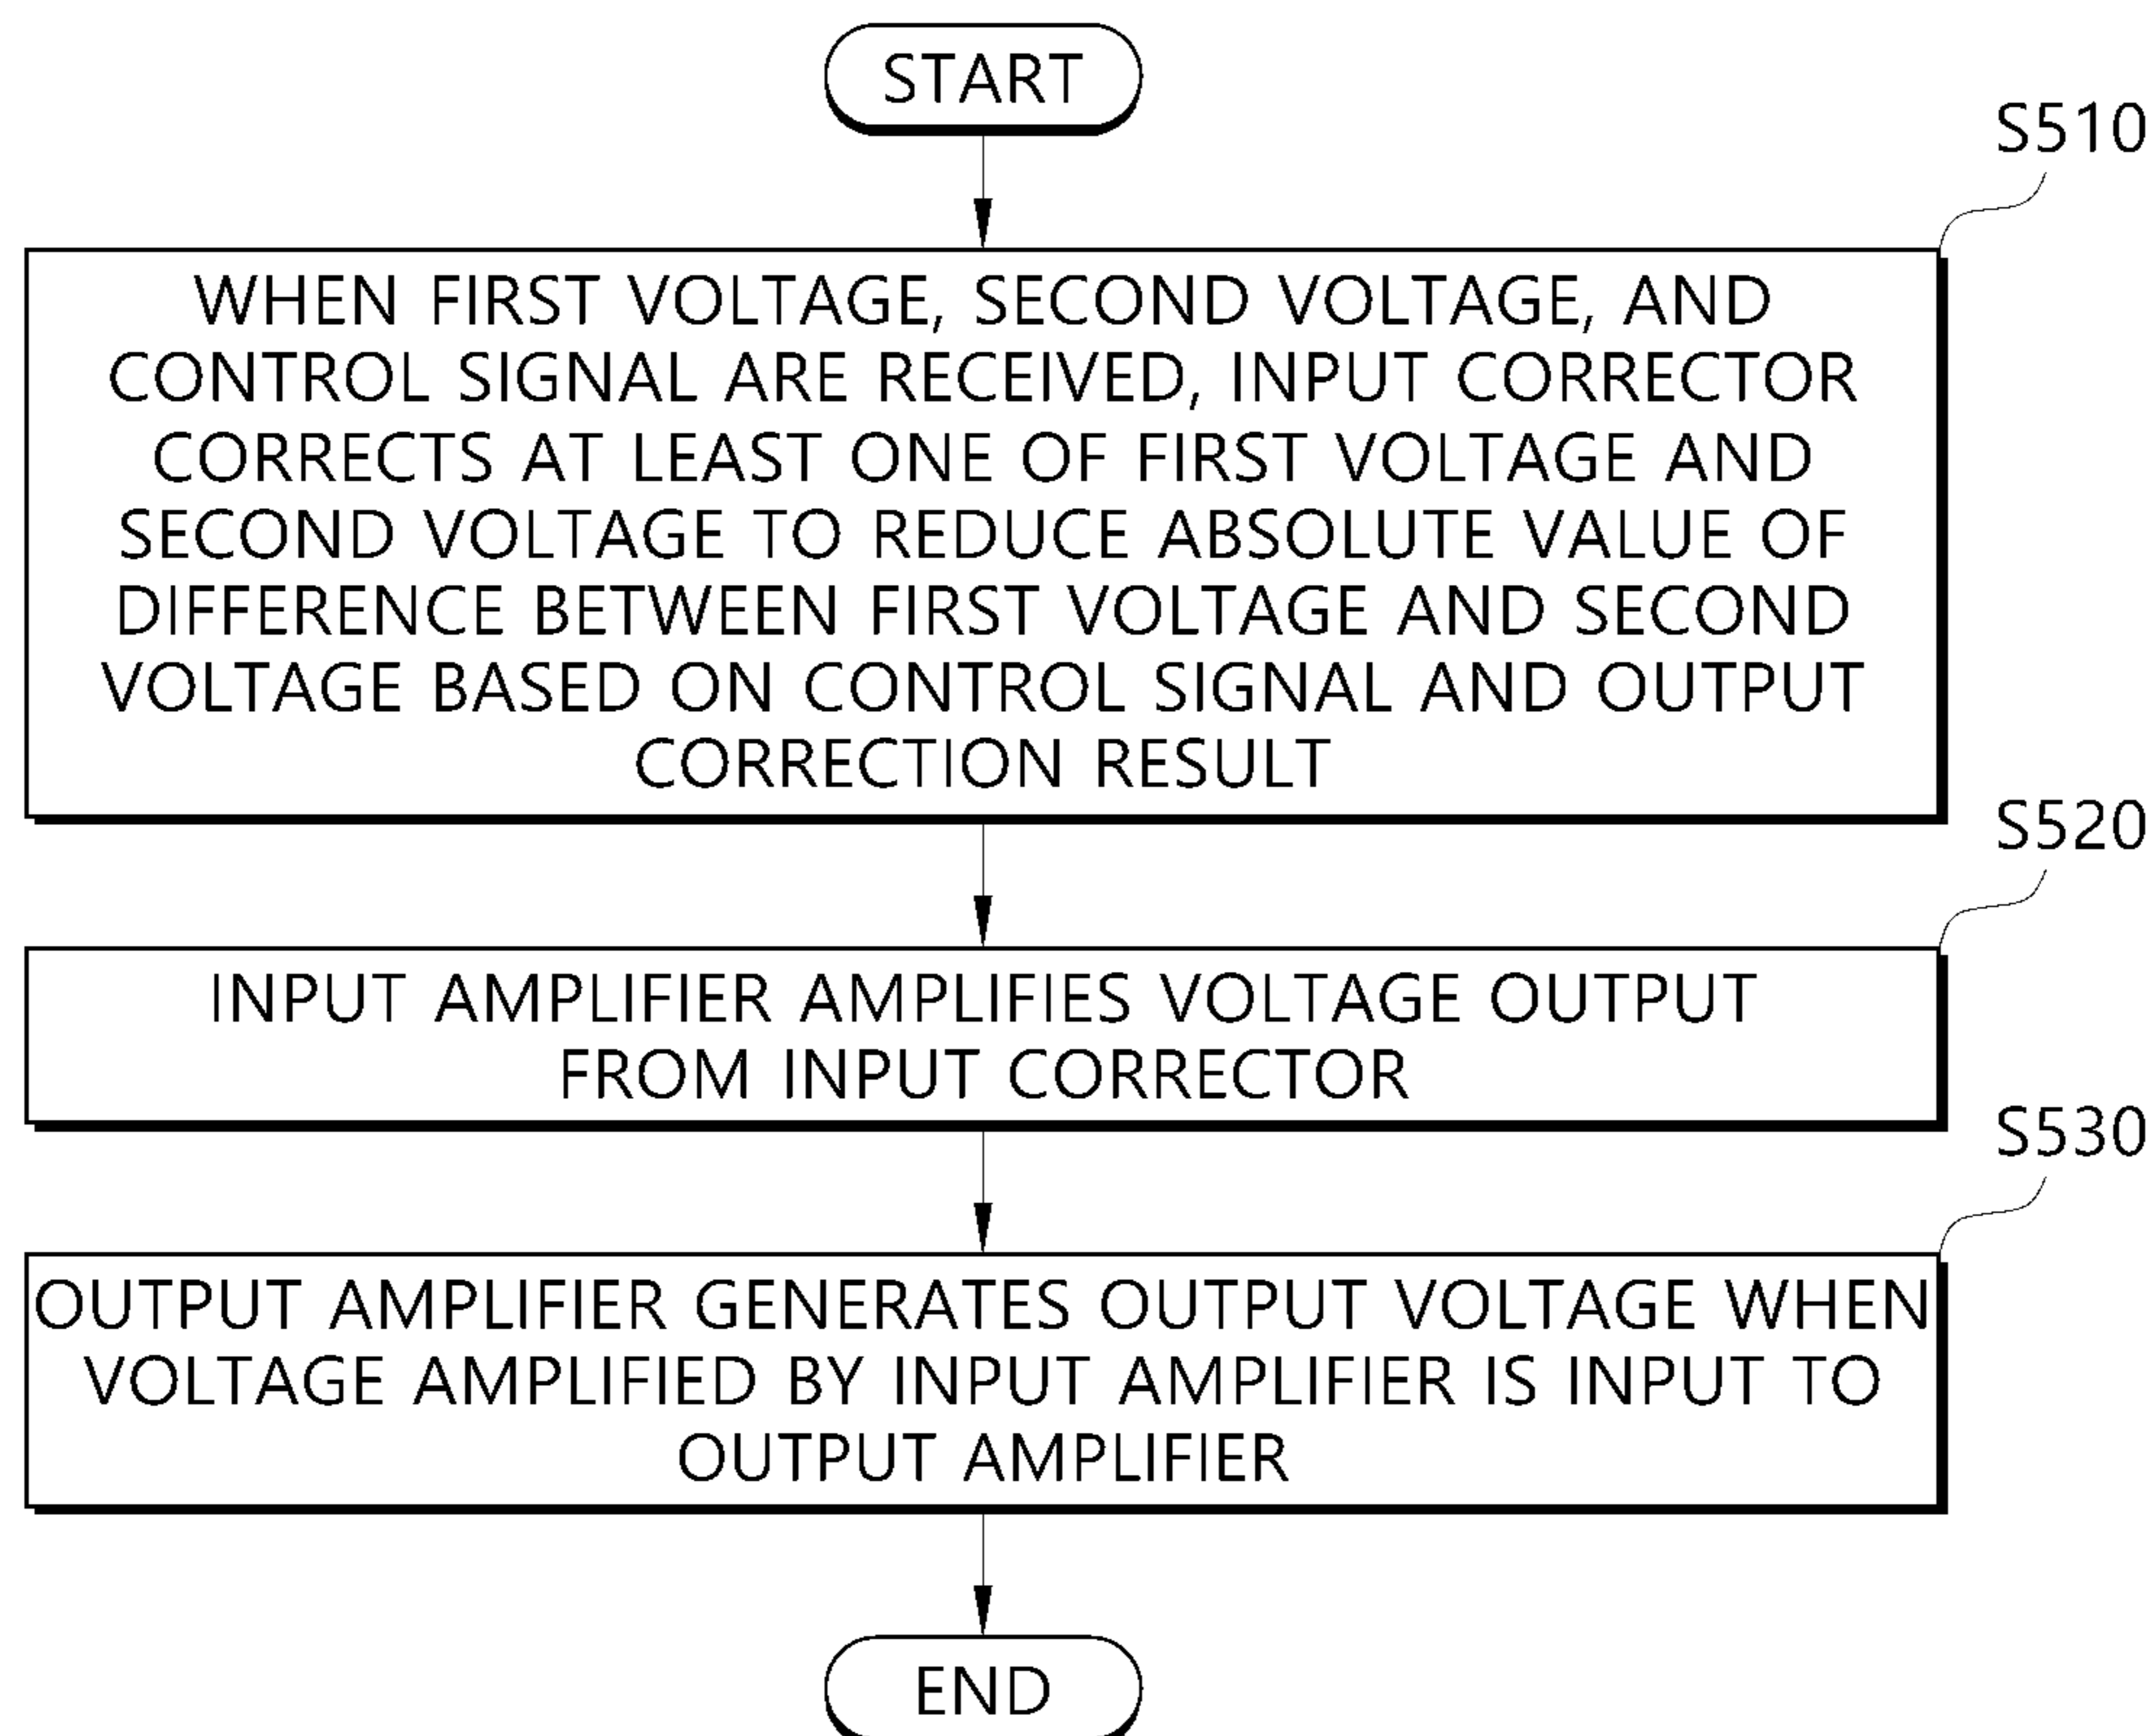 START
S510
WHEN FIRST VOLTAGE, SECOND VOLTAGE, AND
CONTROL SIGNAL ARE RECEIVED, INPUT CORRECTOR
CORRECTS AT LEAST ONE OF FIRST VOLTAGE AND
SECOND VOLTAGE TO REDUCE ABSOLUTE VALUE OF
DIFFERENCE BETWEEN FIRST VOLTAGE AND SECOND
VOLTAGE BASED ON CONTROL SIGNAL AND OUTPUT
CORRECTION RESULT
S520
INPUT AMPLIFIER AMPLIFIES VOLTAGE OUTPUT
FROM INPUT CORRECTOR
S530
OUTPUT AMPLIFIER GENERATES OUTPUT VOLTAGE WHEN
VOLTAGE AMPLIFIED BY INPUT AMPLIFIER IS INPUT TO
OUTPUT AMPLIFIER
END